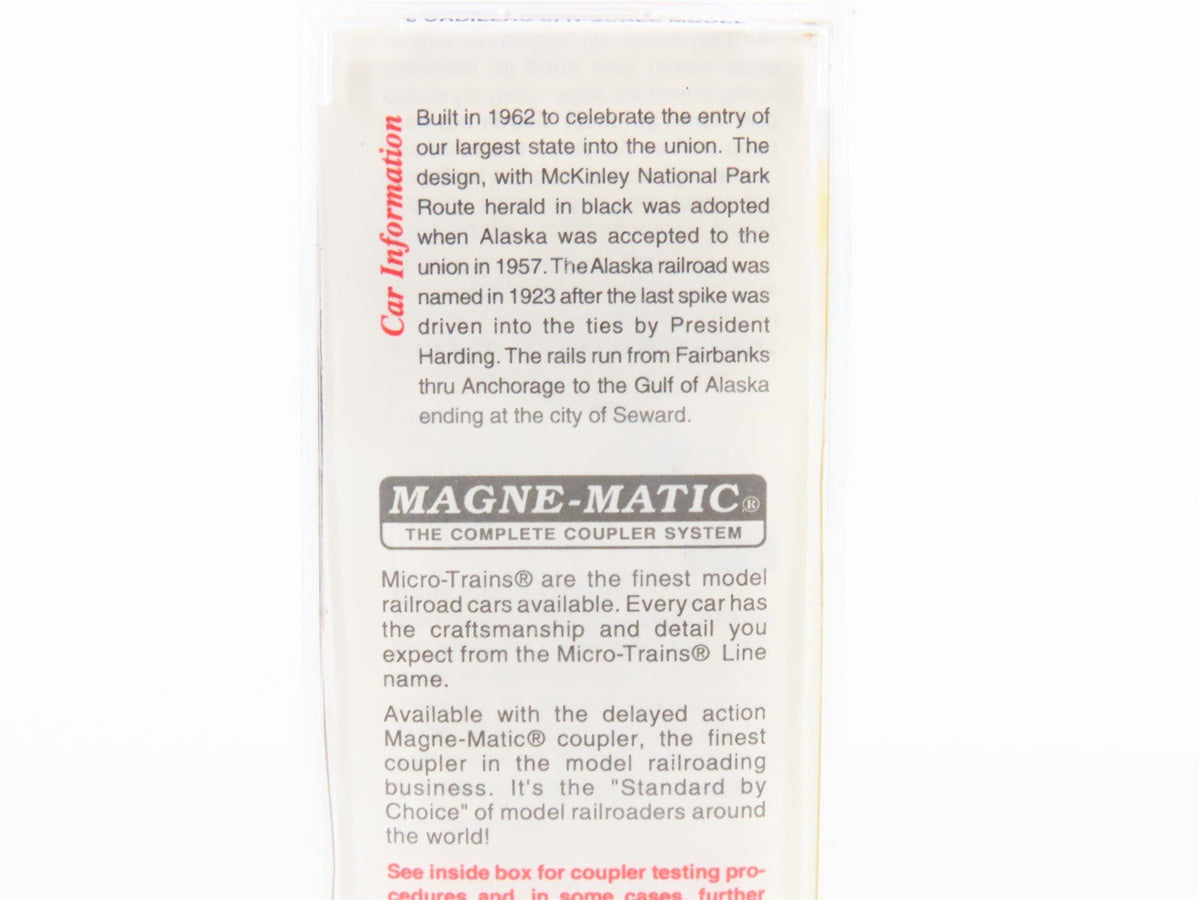 Car Information
Built in 1962 to celebrate the entry of
our largest state into the union. The
design, with McKinley National Park
Route herald in black was adopted
when Alaska was accepted to the
union in 1957. The Alaska railroad was
named in 1923 after the last spike was
driven into the ties by President
Harding. The rails run from Fairbanks
thru Anchorage to the Gulf of Alaska
ending at the city of Seward.
MAGNE-MATIC®
THE COMPLETE COUPLER SYSTEM
Micro-Trains® are the finest model
railroad cars available. Every car has
the craftsmanship and detail you
expect from the Micro-Trains® Line
name.
Available with the delayed action
Magne-Matic® coupler, the finest
coupler in the model railroading
business. It's the "Standard by
Choice" of model railroaders around
the world!
See inside box for coupler testing pro-
cedures and, in some cases, further